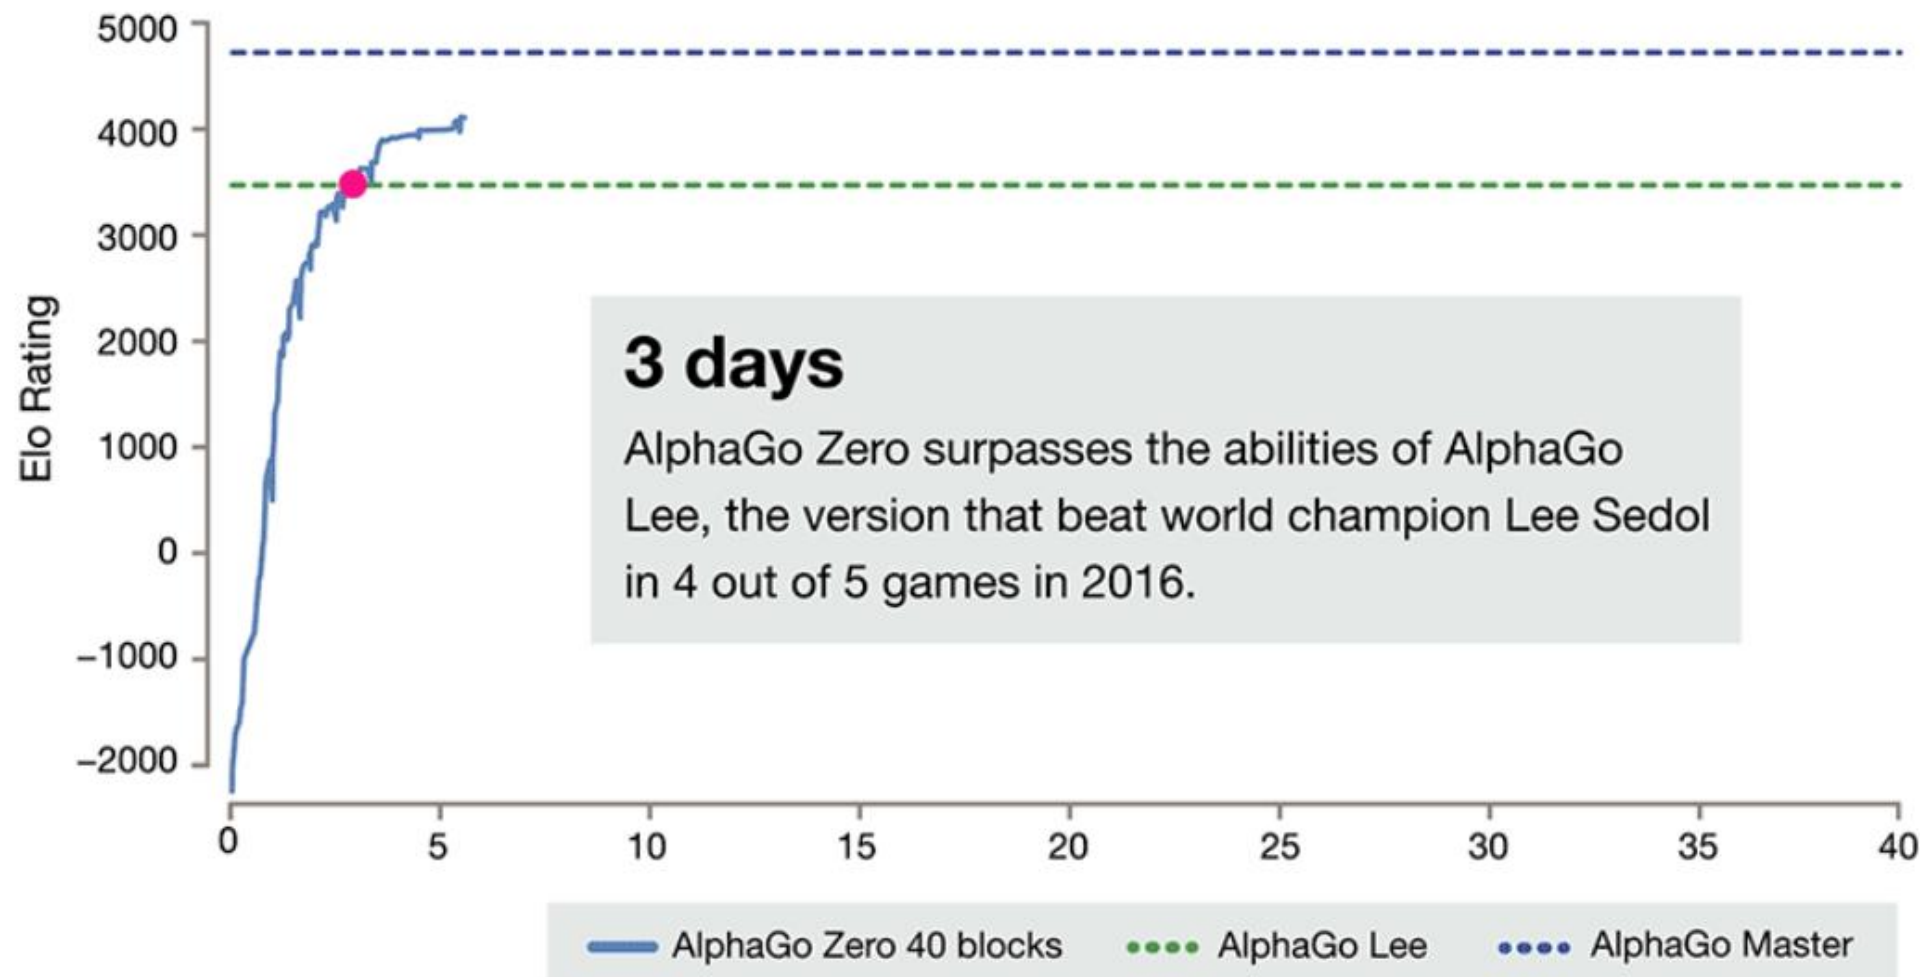 5000
4000
3000
2000
1000
0
–1000
–2000
Elo Rating
3 days
AlphaGo Zero surpasses the abilities of AlphaGo
Lee, the version that beat world champion Lee Sedol
in 4 out of 5 games in 2016.
0 5 10 15 20 25 30 35 40
AlphaGo Zero 40 blocks AlphaGo Lee AlphaGo Master